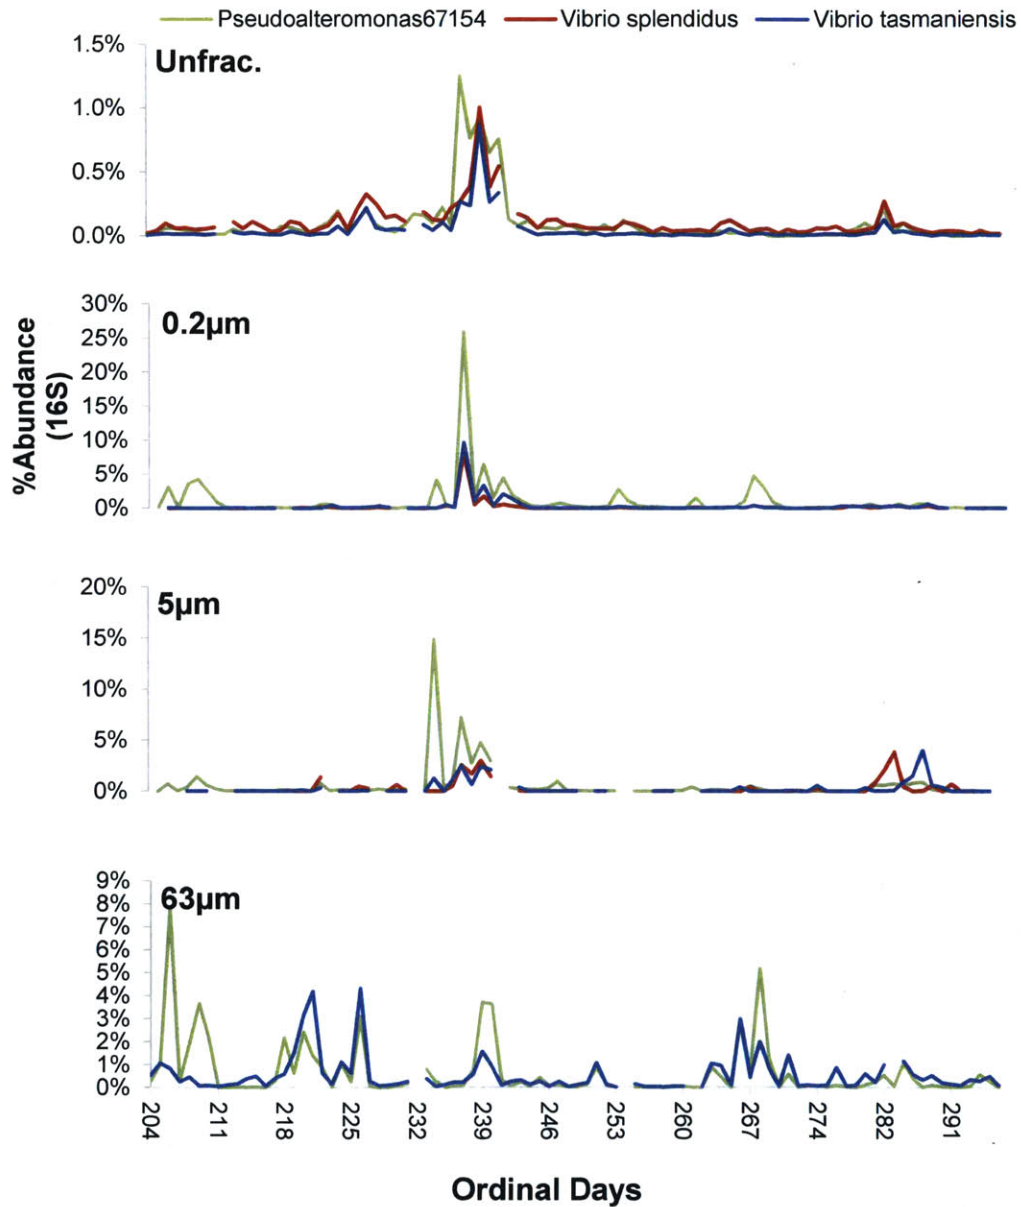 Pseudoalteromonas67154 Vibrio splendidus Vibrio tasmaniensis
Unfrac.
1.5%
1.0%
0.5%
0.0%
%Abundance
(16S)
0.2µm
30%
25%
20%
15%
10%
5%
0%
5µm
20%
15%
10%
5%
0%
63µm
9%
8%
7%
6%
5%
4%
3%
2%
1%
0%
204 211 218 225 232 239 246 253 260 267 274 282 291
Ordinal Days